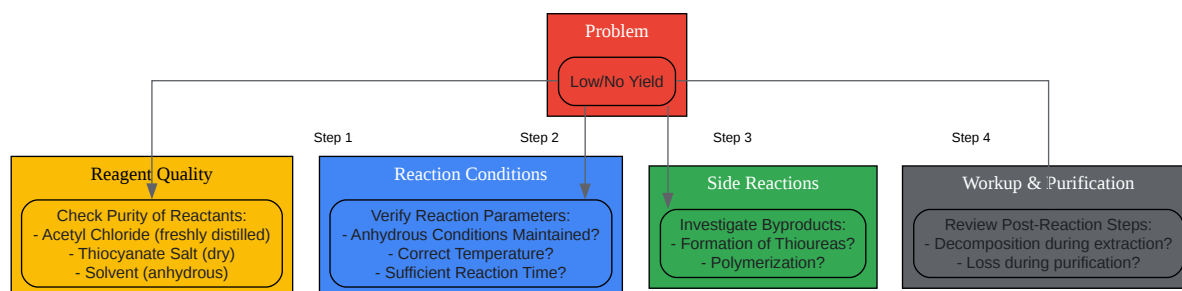 Problem
Low/No Yield
Step 1
Step 2
Step 3
Step 4
Reagent Quality
Check Purity of Reactants:
- Acetyl Chloride (freshly distilled)
- Thiocyanate Salt (dry)
- Solvent (anhydrous)
Reaction Conditions
Verify Reaction Parameters:
- Anhydrous Conditions Maintained?
- Correct Temperature?
- Sufficient Reaction Time?
Side Reactions
Investigate Byproducts:
- Formation of Thioureas?
- Polymerization?
Workup & Purification
Review Post-Reaction Steps:
- Decomposition during extraction?
- Loss during purification?